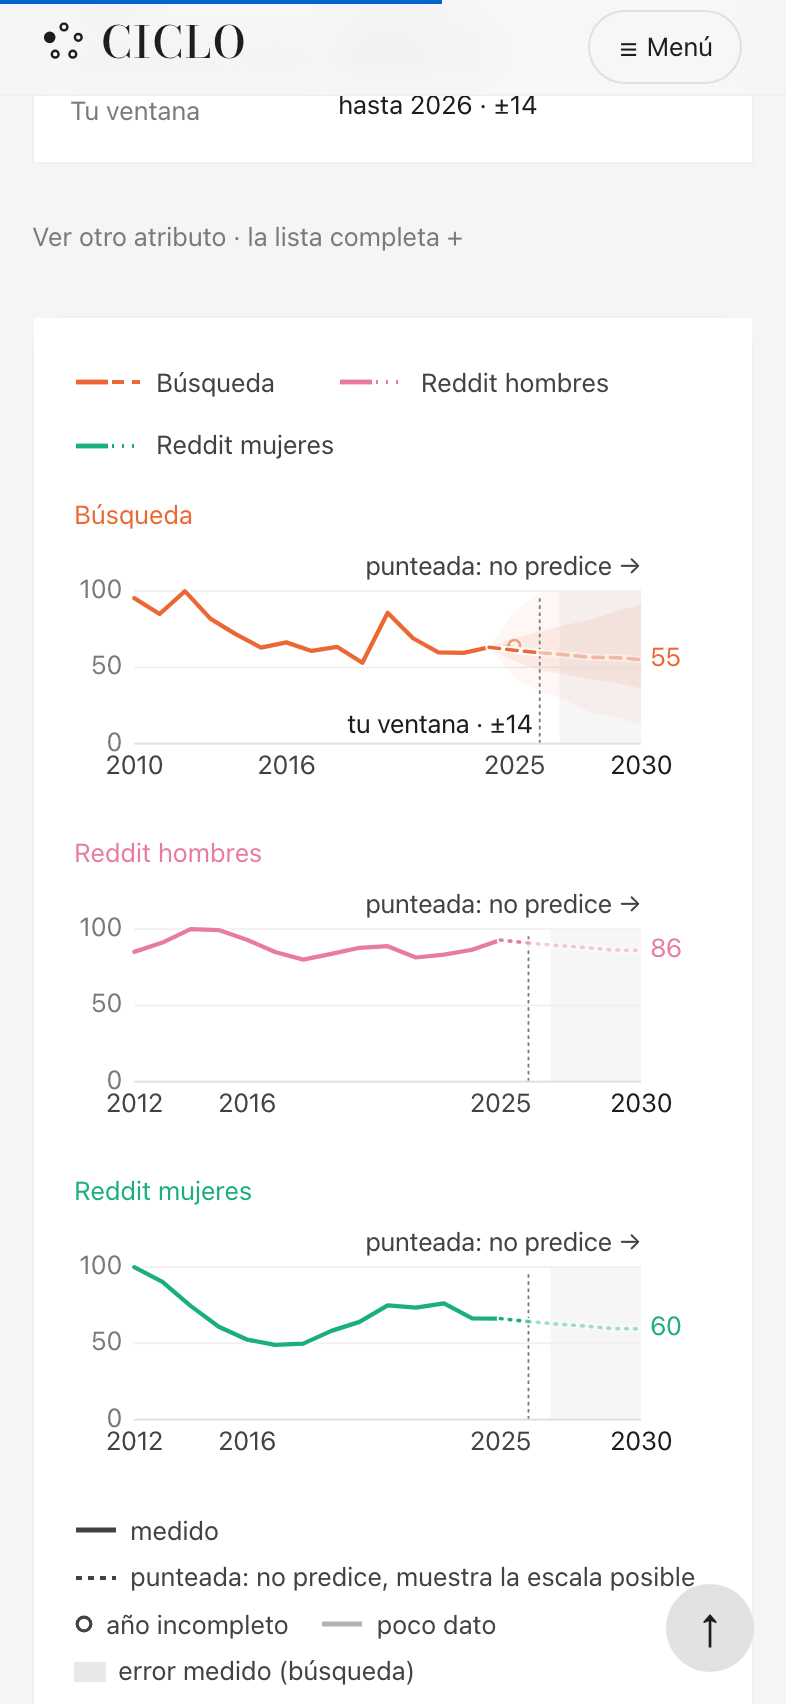 CICLO
≡ Menú
Tu ventana hasta 2026 · ±14
Ver otro atributo · la lista completa +
Búsqueda Reddit hombres
Reddit mujeres
Búsqueda
punteada: no predice →
100
50
0
55
tu ventana · ±14
2010 2016 2025 2030
Reddit hombres
punteada: no predice →
100
50
0
86
2012 2016 2025 2030
Reddit mujeres
punteada: no predice →
100
50
0
60
2012 2016 2025 2030
medido
punteada: no predice, muestra la escala posible
año incompleto poco dato
↑
error medido (búsqueda)